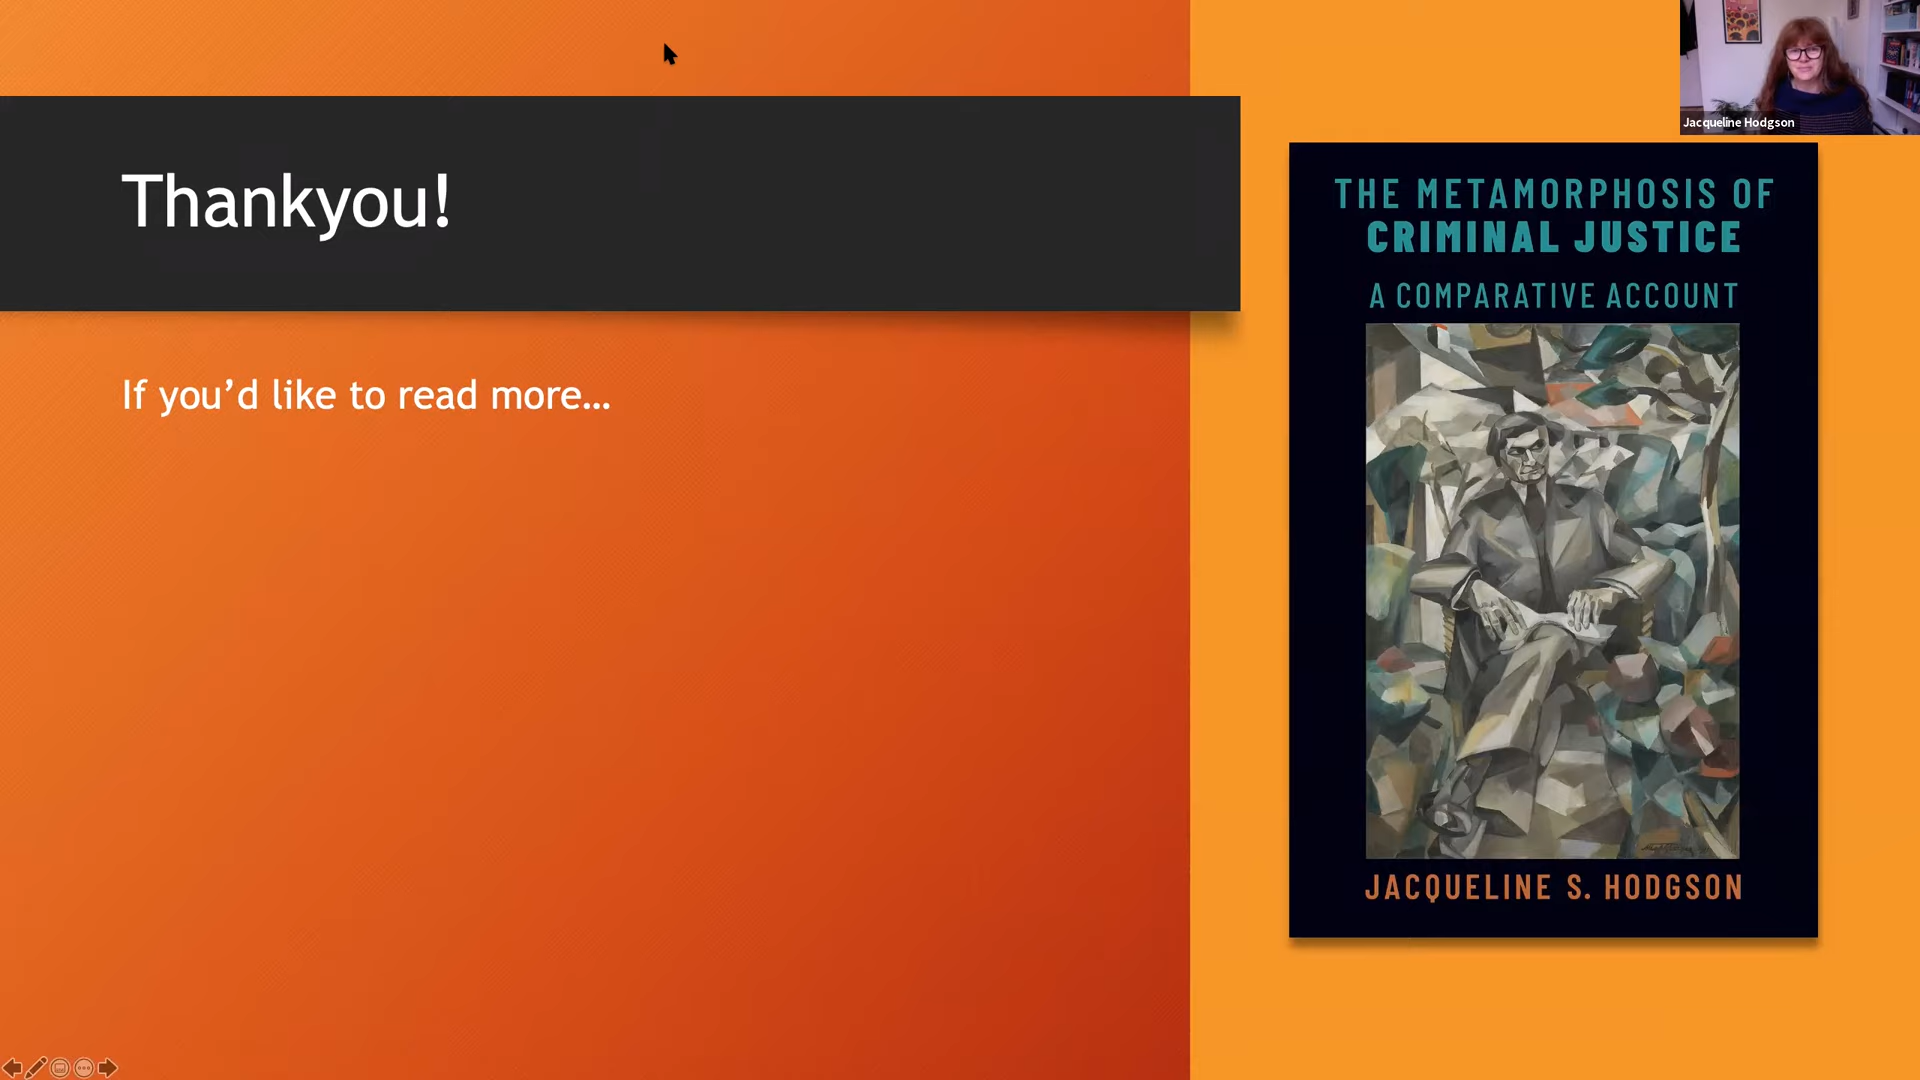 Thankyou!
If you’d like to read more…
Jacqueline Hodgson
THE METAMORPHOSIS OF
CRIMINAL JUSTICE
A COMPARATIVE ACCOUNT
JACQUELINE S. HODGSON